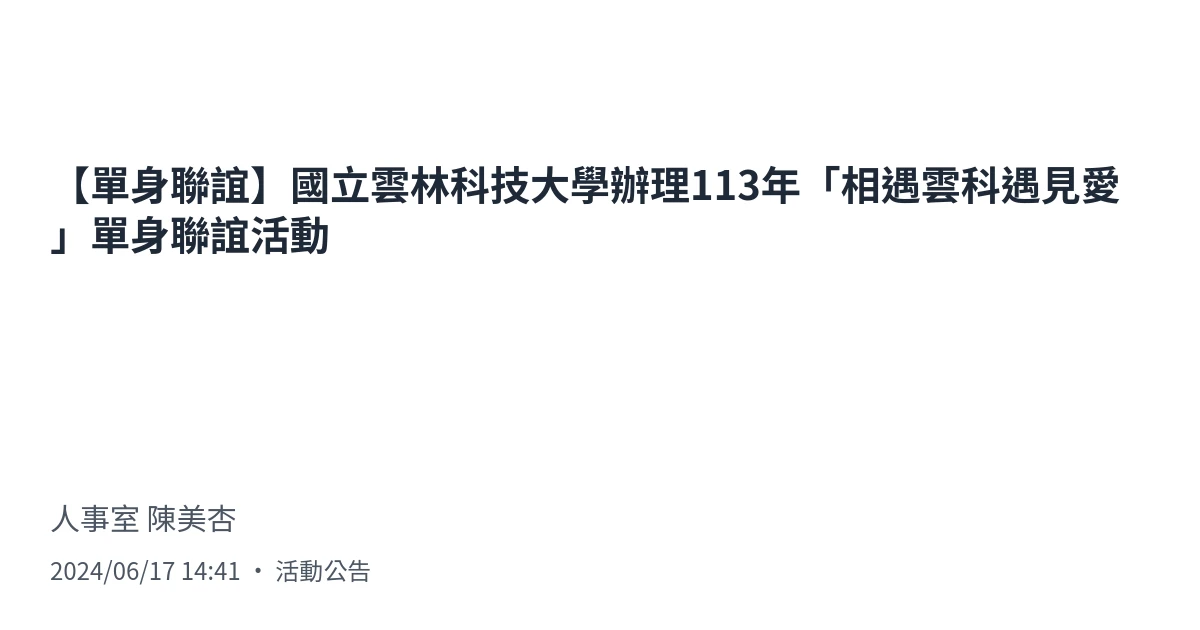 【單身聯誼】國立雲林科技大學辦理113年「相遇雲科遇見愛
」單身聯誼活動
人事室 陳美杏
2024/06/17 14:41 • 活動公告